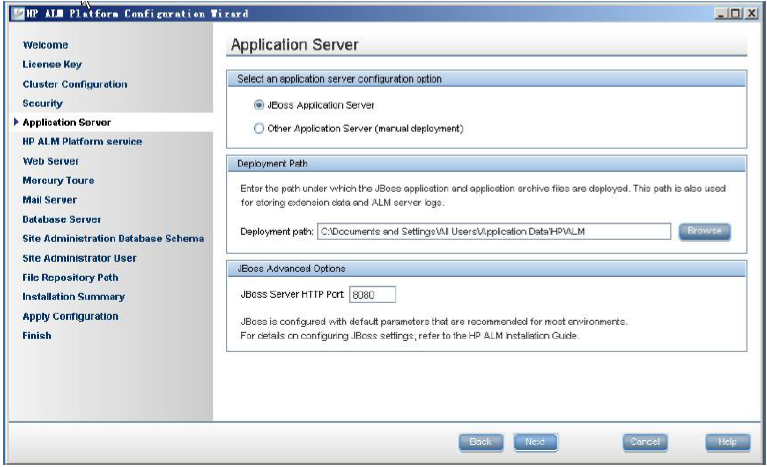 HP ALM Platform Configuration Wizard
Welcome
License Key
Cluster Configuration
Security
Application Server
HP ALM Platform service
Web Server
Mercury Tours
Mail Server
Database Server
Site Administration Database Schema
Site Administrator User
File Repository Path
Installation Summary
Apply Configuration
Finish
Application Server
Select an application server configuration option
JBoss Application Server
Other Application Server (manual deployment)
Deployment Path
Enter the path under which the JBoss application and application archive files are deployed. This path is also used
for storing extension data and ALM server logs.
Deployment path: C:\Documents and Settings\All Users\Application Data\HP\ALM Browse
JBoss Advanced Options
JBoss Server HTTP Port 8080
JBoss is configured with default parameters that are recommended for most environments.
For details on configuring JBoss settings, refer to the HP ALM Installation Guide.
Back Next Cancel Help